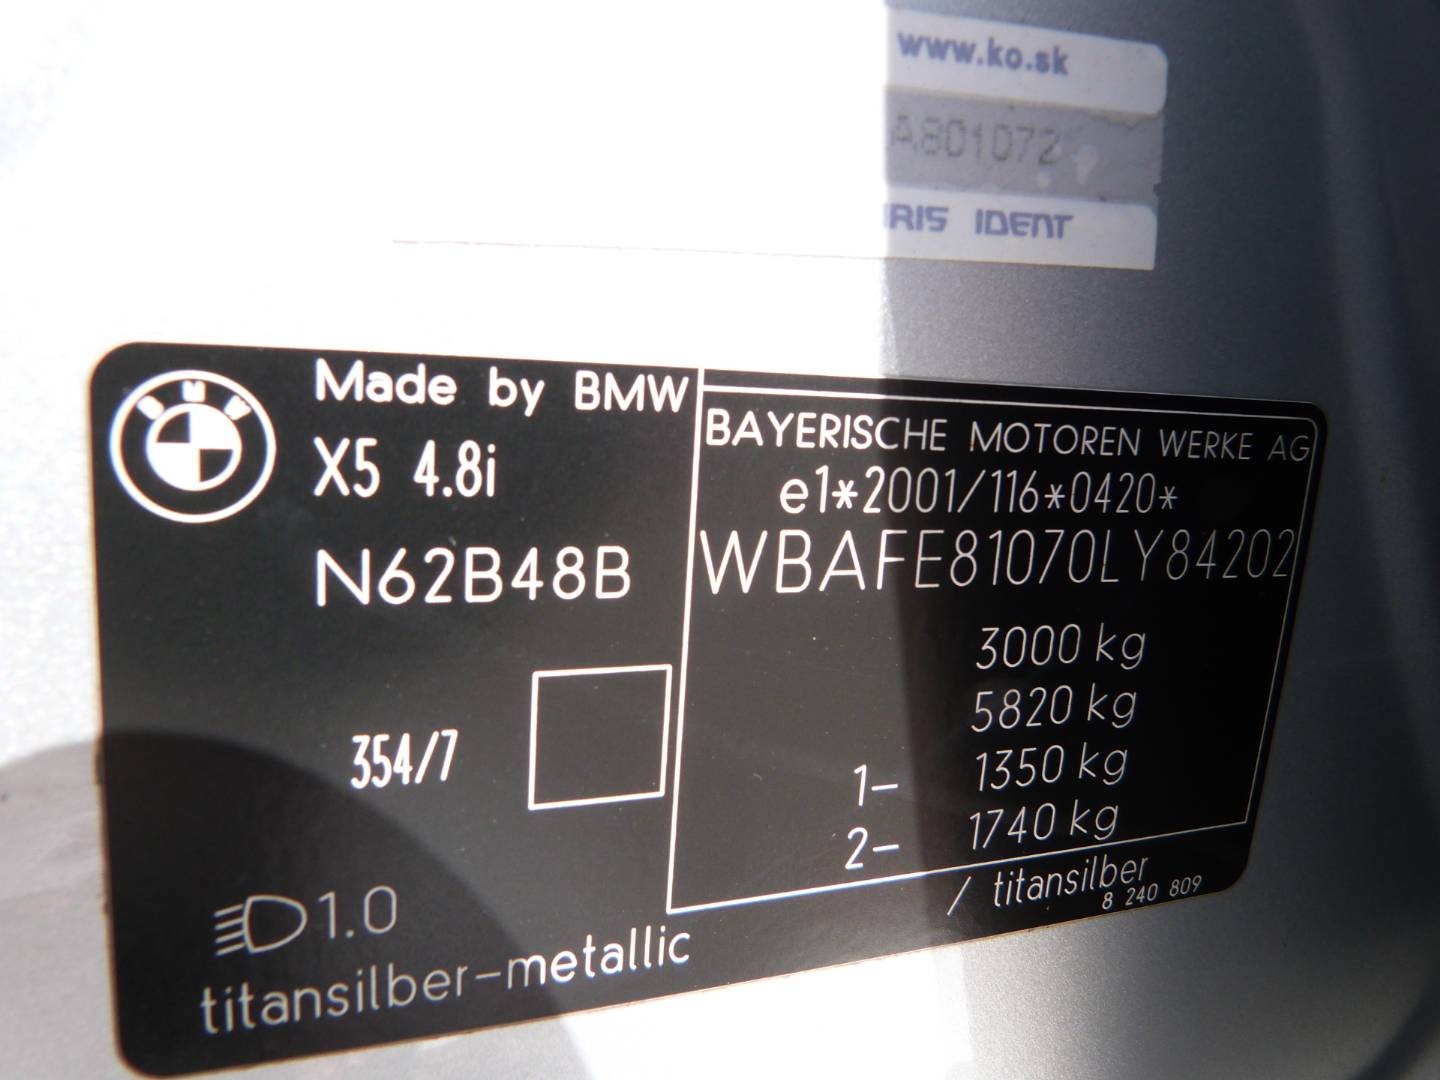 www.ko.sk
A801072
IRIS IDENT
BMW
Made by BMW
X5 4.8i
N62B48B
354/7
1.0
titansilber-metallic
BAYERISCHE MOTOREN WERKE AG
e1*2001/116*0420*
WBAFE81070LY84202
3000 kg
5820 kg
1- 1350 kg
2- 1740 kg
/ titansilber
8 240 809